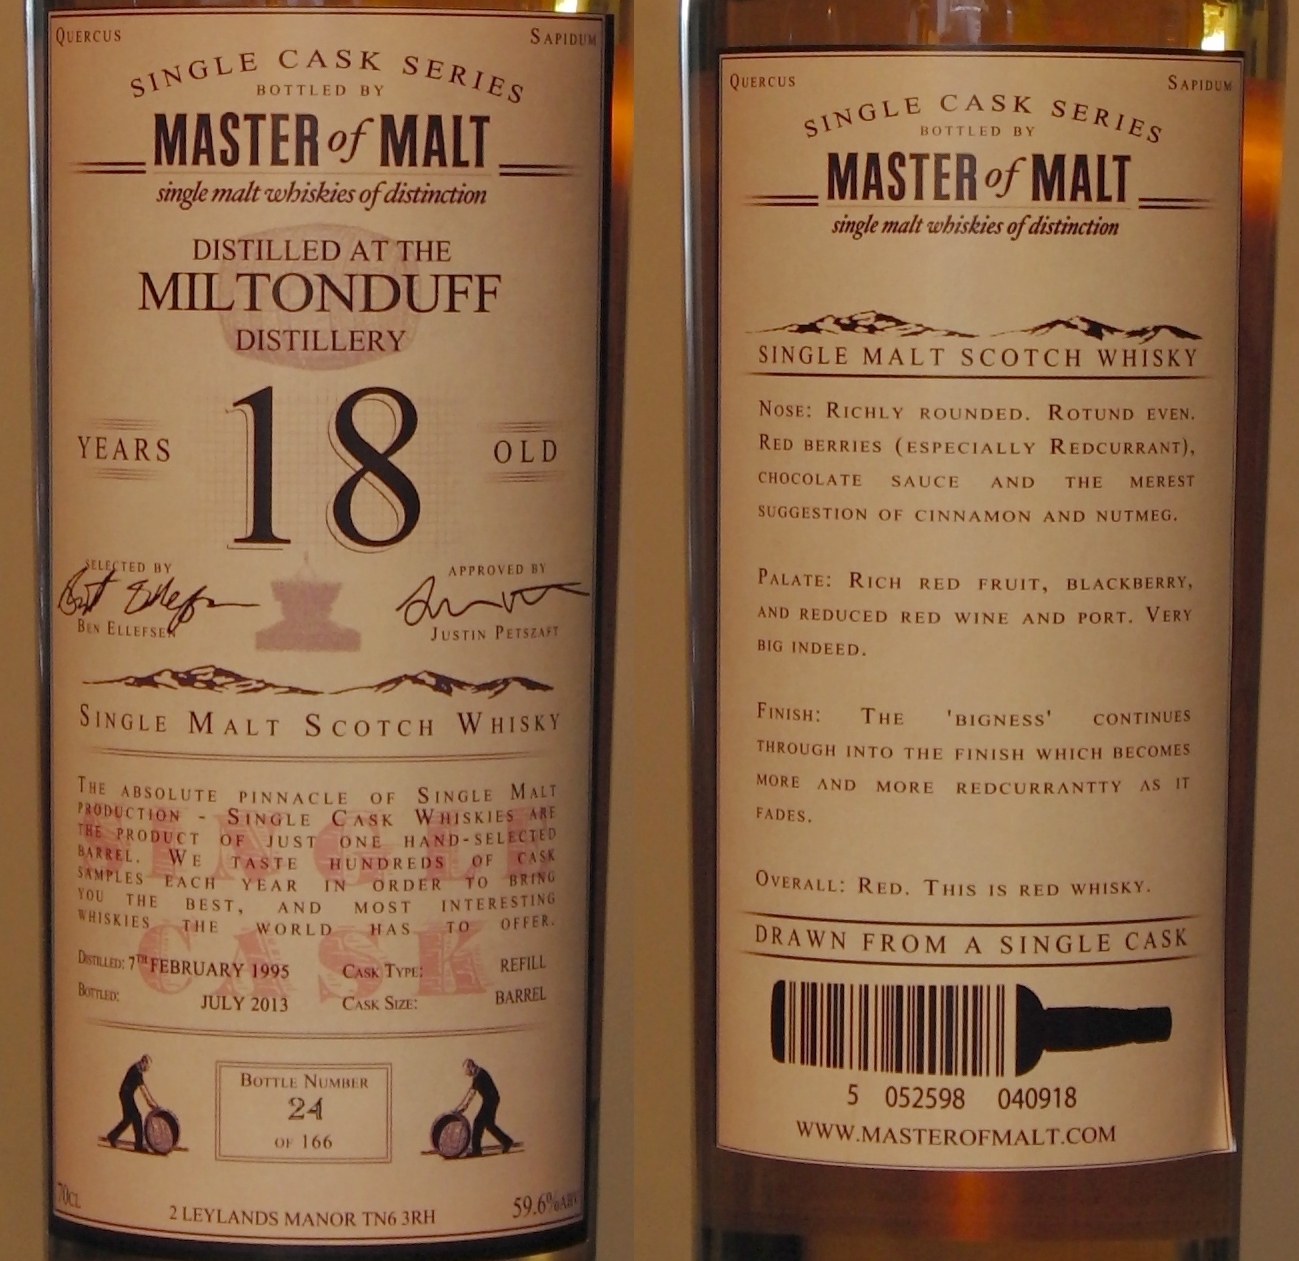 QUERCUS SAPIDUM
SINGLE CASK SERIES
BOTTLED BY
MASTER of MALT
single malt whiskies of distinction
DISTILLED AT THE
MILTONDUFF
DISTILLERY
YEARS 18 OLD
SELECTED BY APPROVED BY
BEN ELLEFSEN JUSTIN PETSZAFT
SINGLE MALT SCOTCH WHISKY
THE ABSOLUTE PINNACLE OF SINGLE MALT
PRODUCTION - SINGLE CASK WHISKIES ARE
THE PRODUCT OF JUST ONE HAND-SELECTED
BARREL. WE TASTE HUNDREDS OF CASK
SAMPLES EACH YEAR IN ORDER TO BRING
YOU THE BEST, AND MOST INTERESTING
WHISKIES THE WORLD HAS TO OFFER.
SINGLE
CASK
DISTILLED: 7TH FEBRUARY 1995 CASK TYPE: REFILL
BOTTLED: JULY 2013 CASK SIZE: BARREL
BOTTLE NUMBER
24
OF 166
70CL 59.6%ABV
2 LEYLANDS MANOR TN6 3RH
QUERCUS SAPIDUM
SINGLE CASK SERIES
BOTTLED BY
MASTER of MALT
single malt whiskies of distinction
SINGLE MALT SCOTCH WHISKY
NOSE: RICHLY ROUNDED. ROTUND EVEN.
RED BERRIES (ESPECIALLY REDCURRANT),
CHOCOLATE SAUCE AND THE MEREST
SUGGESTION OF CINNAMON AND NUTMEG.
PALATE: RICH RED FRUIT, BLACKBERRY,
AND REDUCED RED WINE AND PORT. VERY
BIG INDEED.
FINISH: THE 'BIGNESS' CONTINUES
THROUGH INTO THE FINISH WHICH BECOMES
MORE AND MORE REDCURRANTTY AS IT
FADES.
OVERALL: RED. THIS IS RED WHISKY.
DRAWN FROM A SINGLE CASK
5 052598 040918
WWW.MASTEROFMALT.COM